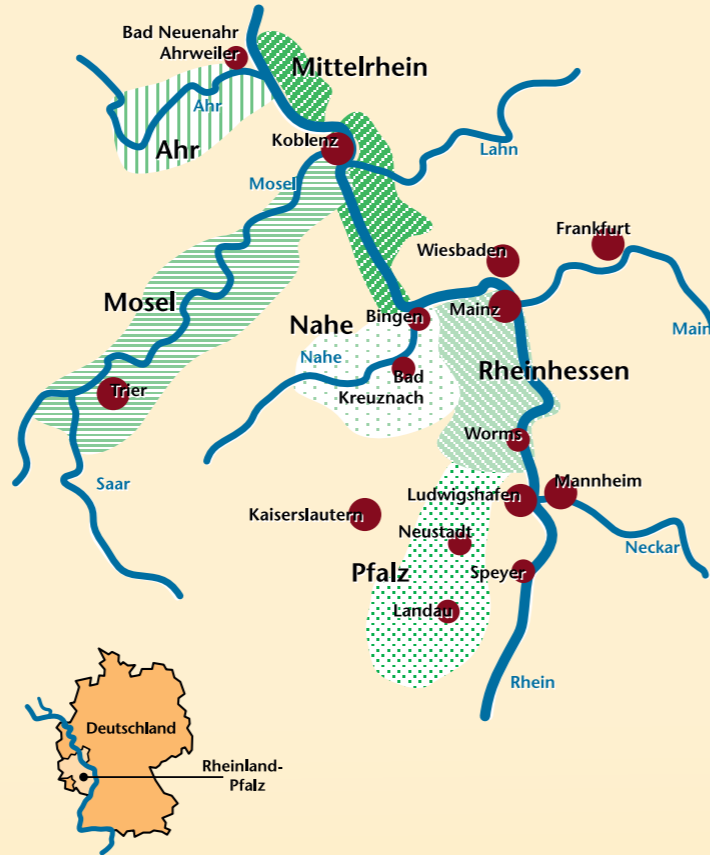 Bad Neuenahr
Ahrweiler
Mittelrhein
Ahr
Ahr
Koblenz
Lahn
Mosel
Frankfurt
Wiesbaden
Mosel
Mainz
Main
Nahe
Bingen
Nahe
Rheinhessen
Bad
Kreuznach
Trier
Worms
Saar
Mannheim
Ludwigshafen
Kaiserslautern
Neustadt
Neckar
Pfalz
Speyer
Landau
Rhein
Deutschland
Rheinland-
Pfalz